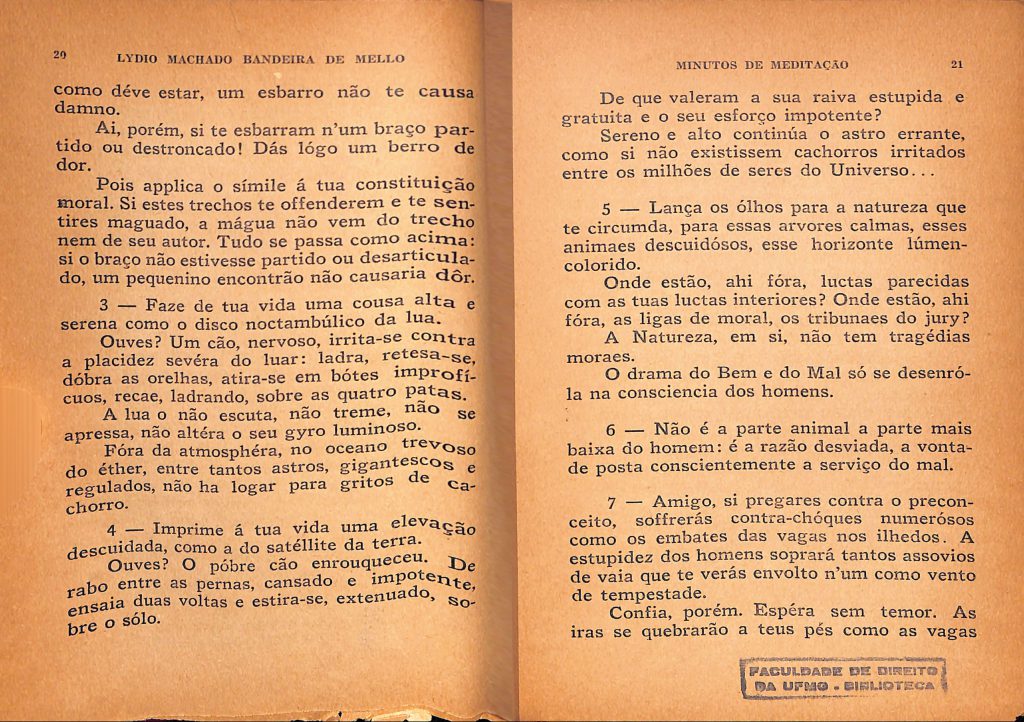 20 LYDIO MACHADO BANDEIRA DE MELLO
como déve estar, um esbarro não te causa
damno.
Ai, porém, si te esbarram n'um braço par-
tido ou destroncado! Dás lógo um berro de
dor.
Pois applica o símile á tua constituição
moral. Si estes trechos te offenderem e te sen-
tires maguado, a mágua não vem do trecho
nem de seu autor. Tudo se passa como acima:
si o braço não estivesse partido ou desarticula-
do, um pequenino encontrão não causaria dôr.
3 — Faze de tua vida uma cousa alta e
serena como o disco noctambúlico da lua.
Ouves? Um cão, nervoso, irrita-se contra
a placidez sevéra do luar: ladra, retesa-se,
dóbra as orelhas, atira-se em bótes improfí-
cuos, recae, ladrando, sobre as quatro patas.
A lua o não escuta, não treme, não se
apressa, não altéra o seu gyro luminoso.
Fóra da atmosphéra, no oceano trevoso
do éther, entre tantos astros, gigantescos e
regulados, não ha logar para gritos de ca-
chorro.
4 — Imprime á tua vida uma elevação
descuidada, como a do satéllite da terra.
Ouves? O póbre cão enrouqueceu. De
rabo entre as pernas, cansado e impotente,
ensaia duas voltas e estira-se, extenuado, so-
bre o sólo.
MINUTOS DE MEDITAÇÃO 21
De que valeram a sua raiva estupida e
gratuita e o seu esforço impotente?
Sereno e alto continúa o astro errante,
como si não existissem cachorros irritados
entre os milhões de seres do Universo...
5 — Lança os ólhos para a natureza que
te circumda, para essas arvores calmas, esses
animaes descuidósos, esse horizonte lúmen-
colorido.
Onde estão, ahi fóra, luctas parecidas
com as tuas luctas interiores? Onde estão, ahi
fóra, as ligas de moral, os tribunaes do jury?
A Natureza, em si, não tem tragédias
moraes.
O drama do Bem e do Mal só se desenró-
la na consciencia dos homens.
6 — Não é a parte animal a parte mais
baixa do homem: é a razão desviada, a vonta-
de posta conscientemente a serviço do mal.
7 — Amigo, si pregares contra o precon-
ceito, soffrerás contra-chóques numerósos
como os embates das vagas nos ilhedos. A
estupidez dos homens soprará tantos assovios
de vaia que te verás envolto n'um como vento
de tempestade.
Confia, porém. Espéra sem temor. As
iras se quebrarão a teus pés como as vagas
FACULDADE DE DIREITO
DA UFMG - BIBLIOTECA